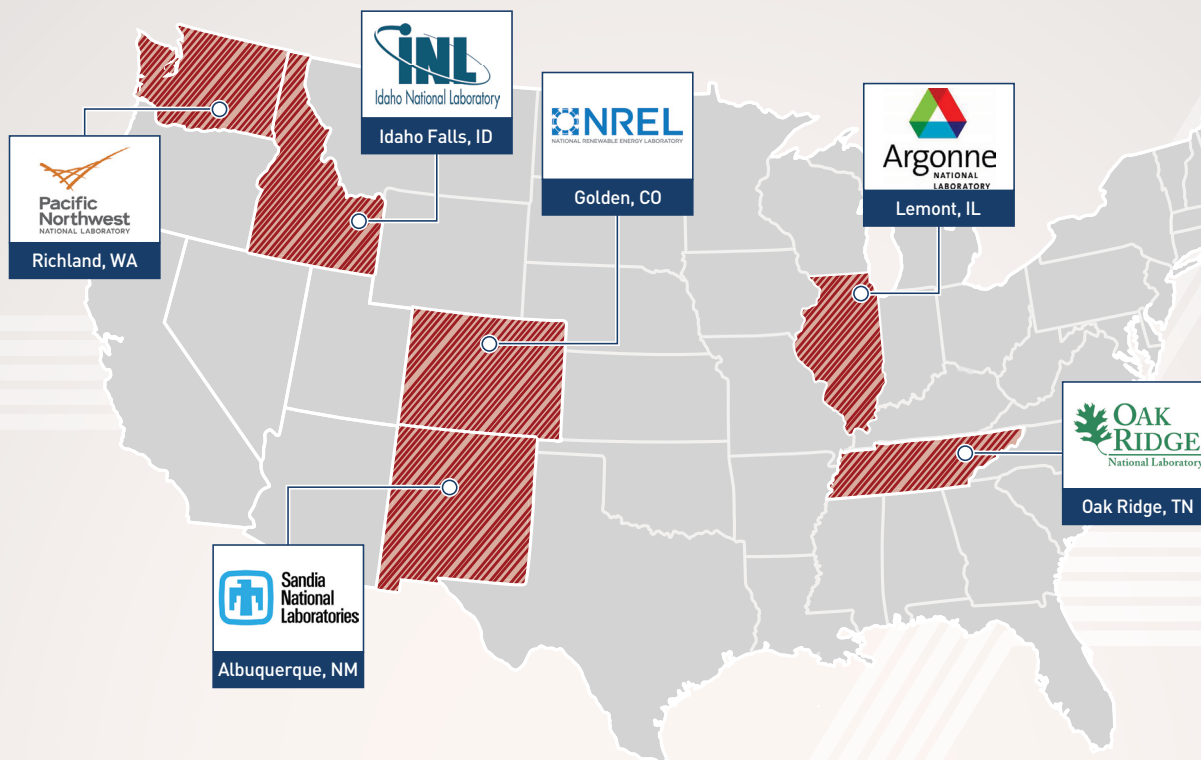 INL
Idaho National Laboratory
Idaho Falls, ID
NREL
NATIONAL RENEWABLE ENERGY LABORATORY
Golden, CO
Argonne
NATIONAL
LABORATORY
Lemont, IL
Pacific
Northwest
NATIONAL LABORATORY
Richland, WA
OAK
RIDGE
National Laboratory
Oak Ridge, TN
Sandia
National
Laboratories
Albuquerque, NM